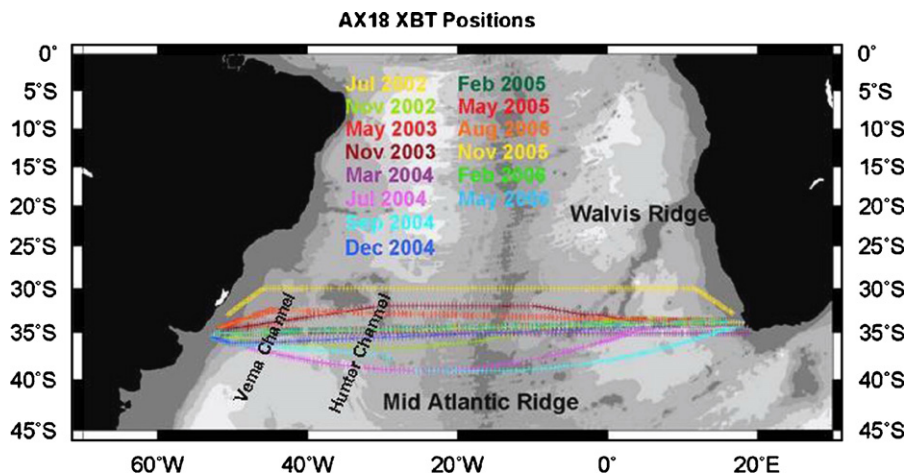 AX18 XBT Positions
0° 0°
5°S 5°S
10°S 10°S
15°S 15°S
20°S 20°S
25°S 25°S
30°S 30°S
35°S 35°S
40°S 40°S
45°S 45°S
Jul 2002 Feb 2005
Nov 2002 May 2005
May 2003 Aug 2005
Nov 2003 Nov 2005
Mar 2004 Feb 2006
Jul 2004 May 2006
Sep 2004
Dec 2004
Walvis Ridge
Vema Channel
Hunter Channel
Mid Atlantic Ridge
60°W 40°W 20°W 0° 20°E